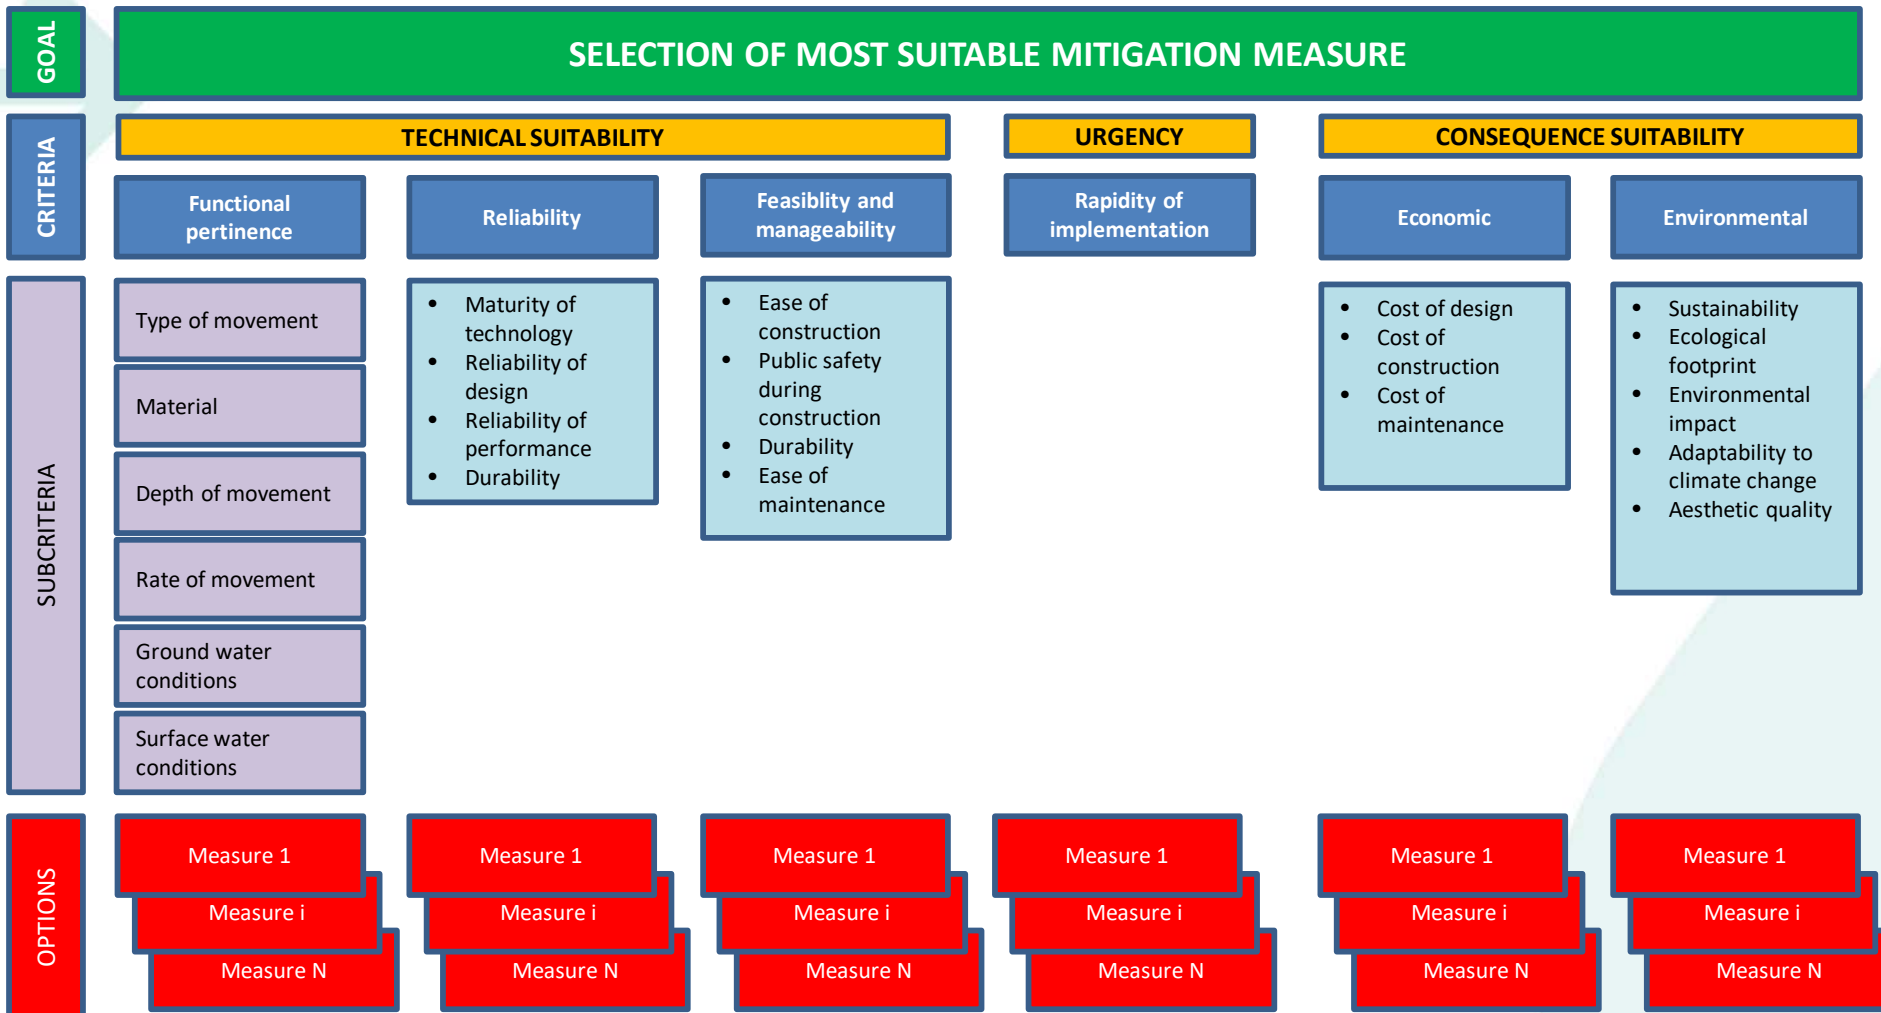 GOAL
SELECTION OF MOST SUITABLE MITIGATION MEASURE
CRITERIA
TECHNICAL SUITABILITY
URGENCY
CONSEQUENCE SUITABILITY
Functional
pertinence
Reliability
Feasiblity and
manageability
Rapidity of
implementation
Economic
Environmental
SUBCRITERIA
Type of movement
Material
Depth of movement
Rate of movement
Ground water
conditions
Surface water
conditions
• Maturity of
technology
• Reliability of
design
• Reliability of
performance
• Durability
• Ease of
construction
• Public safety
during
construction
• Durability
• Ease of
maintenance
• Cost of design
• Cost of
construction
• Cost of
maintenance
• Sustainability
• Ecological
footprint
• Environmental
impact
• Adaptability to
climate change
• Aesthetic quality
OPTIONS
Measure 1
Measure i
Measure N
Measure 1
Measure i
Measure N
Measure 1
Measure i
Measure N
Measure 1
Measure i
Measure N
Measure 1
Measure i
Measure N
Measure 1
Measure i
Measure N